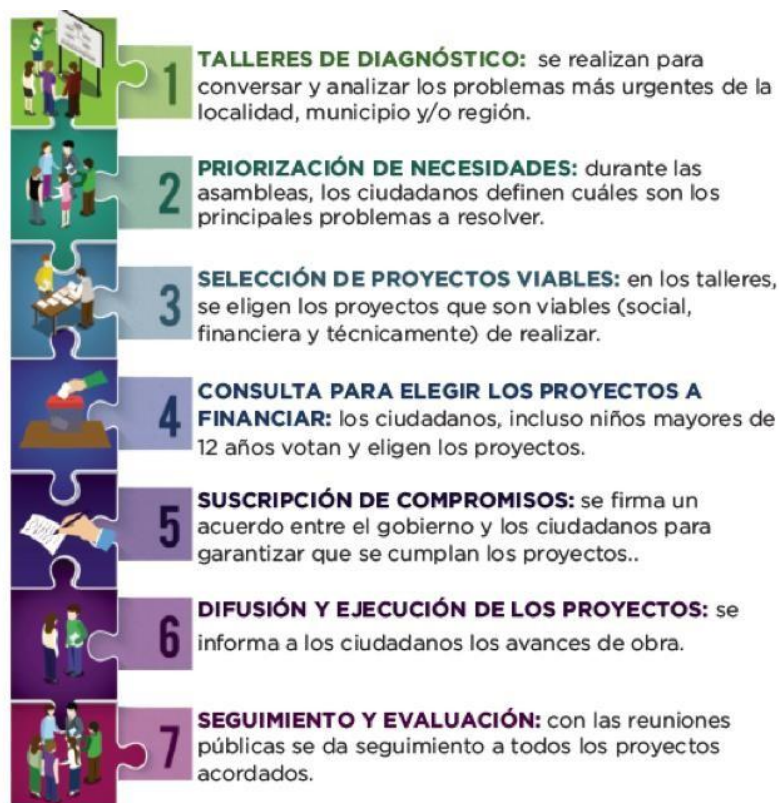 1
TALLERES DE DIAGNÓSTICO: se realizan para
conversar y analizar los problemas más urgentes de la
localidad, municipio y/o región.
2
PRIORIZACIÓN DE NECESIDADES: durante las
asambleas, los ciudadanos definen cuáles son los
principales problemas a resolver.
3
SELECCIÓN DE PROYECTOS VIABLES: en los talleres,
se eligen los proyectos que son viables (social,
financiera y técnicamente) de realizar.
4
CONSULTA PARA ELEGIR LOS PROYECTOS A
FINANCIAR: los ciudadanos, incluso niños mayores de
12 años votan y eligen los proyectos.
5
SUSCRIPCIÓN DE COMPROMISOS: se firma un
acuerdo entre el gobierno y los ciudadanos para
garantizar que se cumplan los proyectos..
6
DIFUSIÓN Y EJECUCIÓN DE LOS PROYECTOS: se
informa a los ciudadanos los avances de obra.
7
SEGUIMIENTO Y EVALUACIÓN: con las reuniones
públicas se da seguimiento a todos los proyectos
acordados.